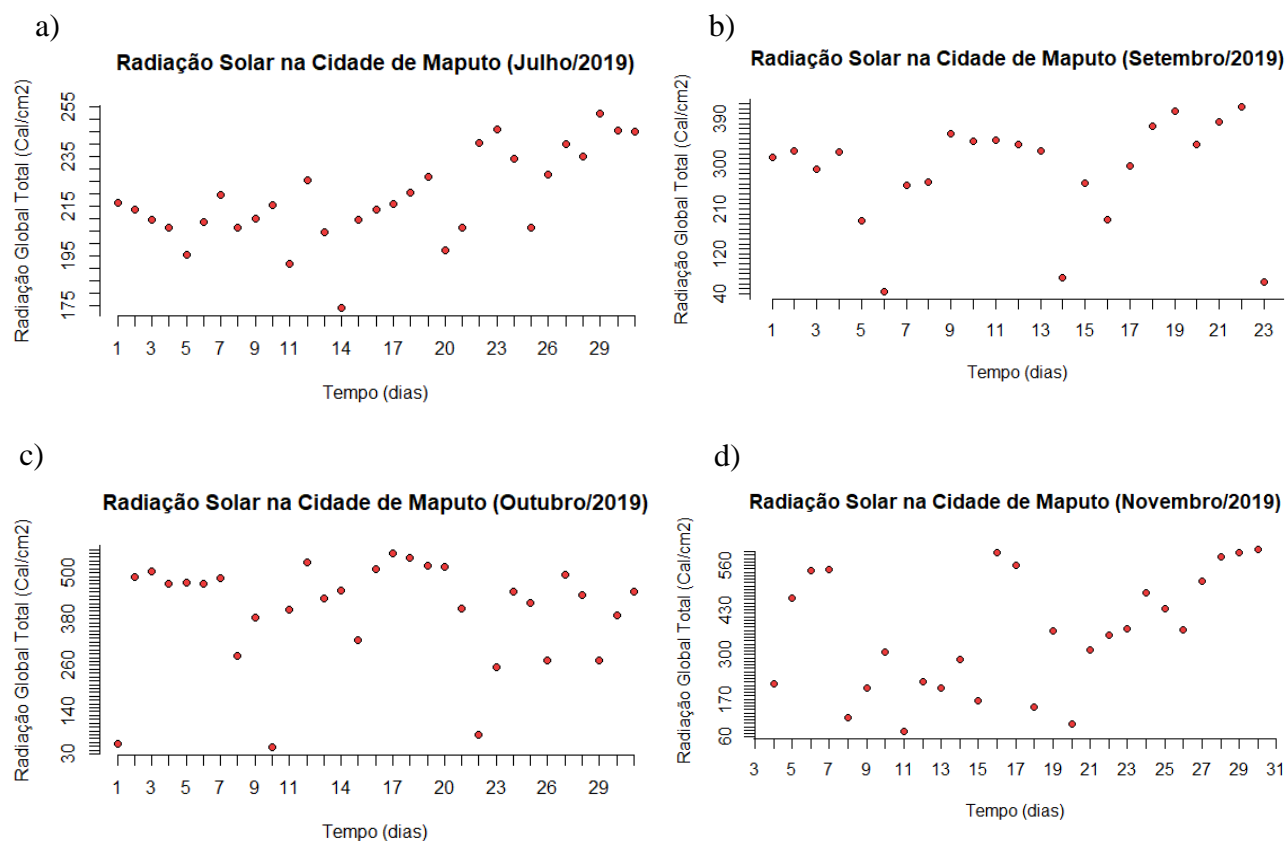 a)
Radiação Solar na Cidade de Maputo (Julho/2019)
Radiação Global Total (Cal/cm2)
255
235
215
195
175
1 3 5 7 9 11 14 17 20 23 26 29
Tempo (dias)
b)
Radiação Solar na Cidade de Maputo (Setembro/2019)
Radiação Global Total (Cal/cm2)
390
300
210
120
40
1 3 5 7 9 11 13 15 17 19 21 23
Tempo (dias)
c)
Radiação Solar na Cidade de Maputo (Outubro/2019)
Radiação Global Total (Cal/cm2)
500
380
260
140
30
1 3 5 7 9 11 14 17 20 23 26 29
Tempo (dias)
d)
Radiação Solar na Cidade de Maputo (Novembro/2019)
Radiação Global Total (Cal/cm2)
560
430
300
170
60
3 5 7 9 11 13 15 17 19 21 23 25 27 29 31
Tempo (dias)